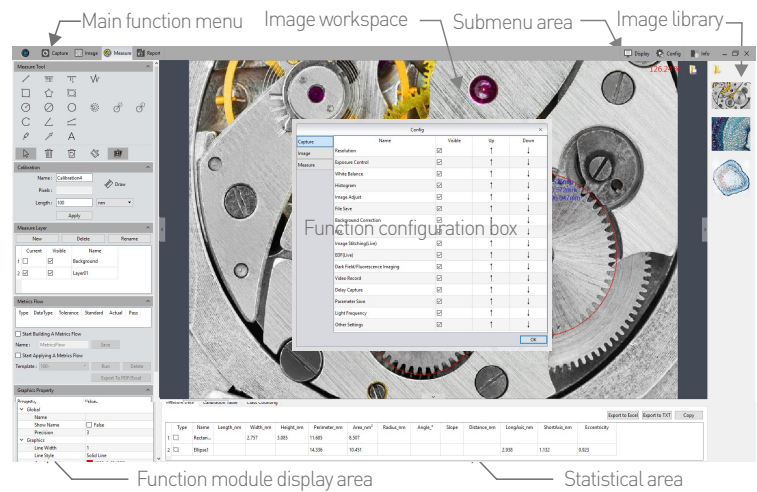 Main function menu
Image workspace
Submenu area
Image library
Capture Image Measure Report
Display Config Info
Measure Tool
A
Calibration
Name : Calibration4
Pixels :
Draw
Length : 100 nm
Apply
Measure Layer
New Delete Rename
Current Visible Name
1 Background
2 Layer01
Metrics Flow
Type DataType Tolerance Standard Actual Pass
Start Building A Metrics Flow
Name : MetricsFlow Save
Start Applying A Metrics Flow
Template : 100 Run Delete
Export To PDF/Excel
Graphics Property
Property Value
Global
Name
Show Name False
Precision 3
Graphics
Line Width 1
Line Style Solid Line
Config
Capture
Image
Measure
Name Visible Up Down
Resolution
Exposure Control
White Balance
Histogram
Image Adjust
File Save
Background Correction
Image Stitching(Live)
EDF(Live)
Dark Field/Fluorescence Imaging
Video Record
Delay Capture
Parameter Save
Light Frequency
Other Settings
OK
Function configuration box
Export to Excel Export to TXT Copy
Type Name Length_nm Width_nm Height_nm Perimeter_nm Area_nm² Radius_nm Angle_° Slope Distance_nm LongAxis_nm ShortAxis_nm Eccentricity
1 Rectan... 2.757 3.085 11.685 8.507
2 Ellipse1 14.336 10.451 2.938 1.132 0.923
Function module display area
Statistical area